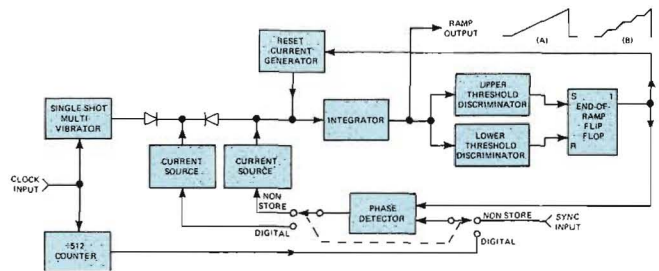 RAMP
OUTPUT
(A)
(B)
RESET
CURRENT
GENERATOR
SINGLE SHOT
MULTI
VIBRATOR
INTEGRATOR
UPPER
THRESHOLD
DISCRIMINATOR
LOWER
THRESHOLD
DISCRIMINATOR
S 1
END-OF-
RAMP
FLIP
FLOP
R
CURRENT
SOURCE
CURRENT
SOURCE
CLOCK
INPUT
NON
STORE
DIGITAL
PHASE
DETECTOR
NON STORE
DIGITAL
SYNC
INPUT
÷512
COUNTER